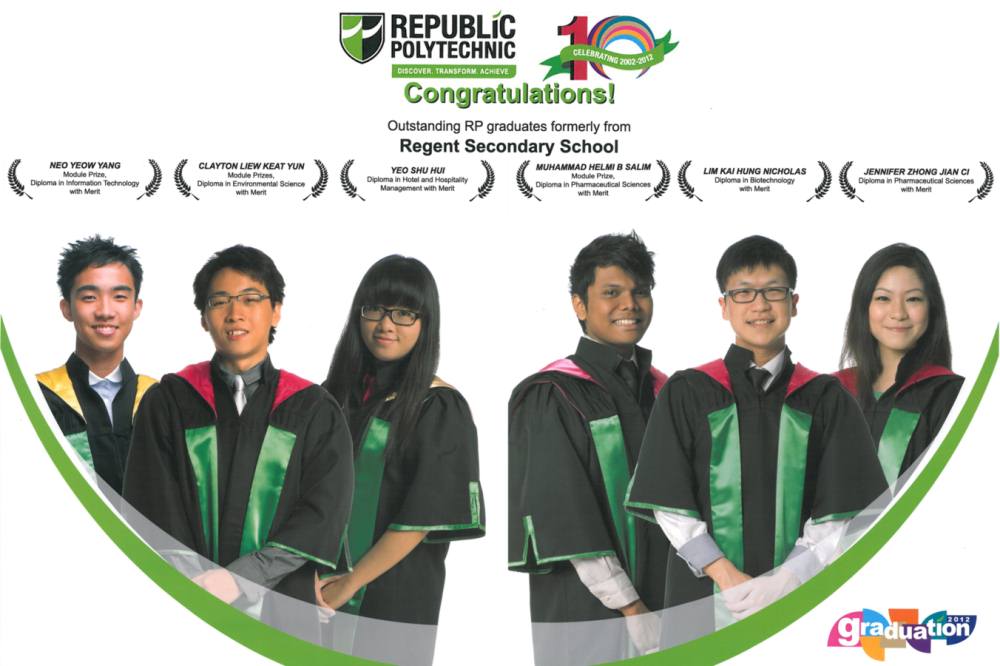 REPUBLIC
POLYTECHNIC
DISCOVER. TRANSFORM. ACHIEVE
10
CELEBRATING 2002-2012
Congratulations!
Outstanding RP graduates formerly from
Regent Secondary School
NEO YEOW YANG
Module Prize,
Diploma in Information Technology
with Merit
CLAYTON LIEW KEAT YUN
Module Prizes,
Diploma in Environmental Science
with Merit
YEO SHU HUI
Diploma in Hotel and Hospitality
Management with Merit
MUHAMMAD HELMI B SALIM
Module Prize,
Diploma in Pharmaceutical Sciences
with Merit
LIM KAI HUNG NICHOLAS
Diploma in Biotechnology
with Merit
JENNIFER ZHONG JIAN CI
Diploma in Pharmaceutical Sciences
with Merit
graduation 2012